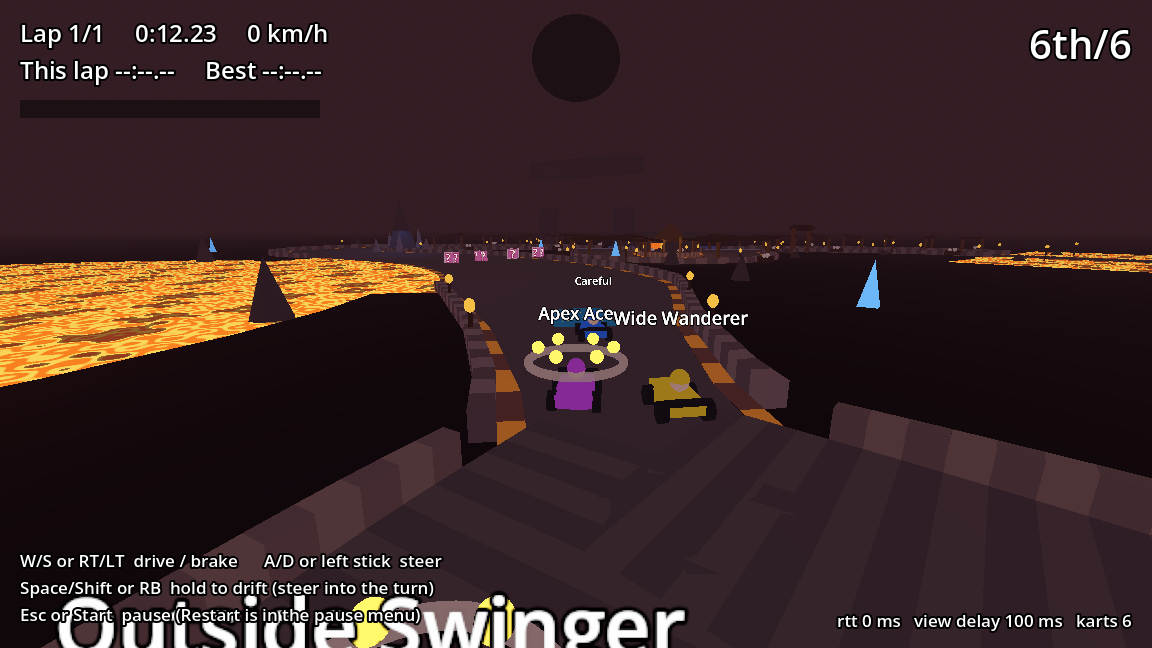 Lap 1/1 0:12.23 0 km/h
6th/6
This lap --:--.-- Best --:--.--
? ? ? ? ? ? ?
Careful
Apex Ace
Wide Wanderer
W/S or RT/LT drive / brake A/D or left stick steer
Space/Shift or RB hold to drift (steer into the turn)
Esc or Start pause (Restart is in the pause menu)
Outside Swinger
rtt 0 ms view delay 100 ms karts 6